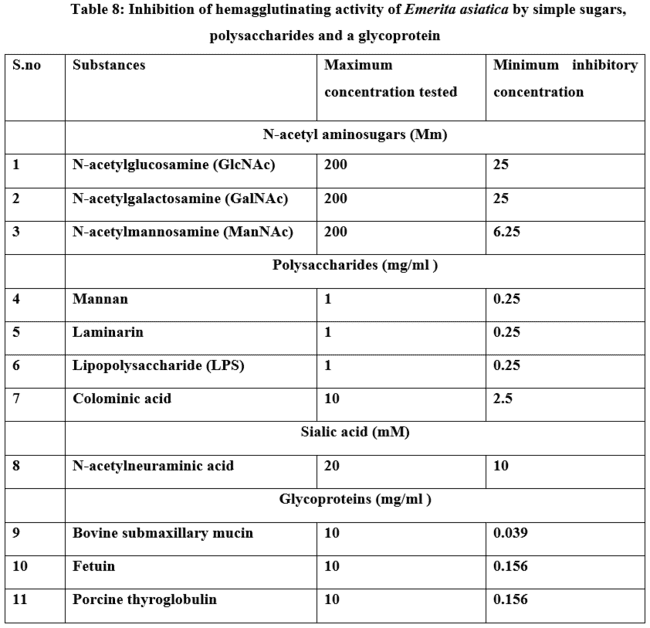 Table 8: Inhibition of hemagglutinating activity of Emerita asiatica by simple sugars,
polysaccharides and a glycoprotein
S.no Substances Maximum concentration tested Minimum inhibitory concentration
N-acetyl aminosugars (Mm)
1 N-acetylglucosamine (GlcNAc) 200 25
2 N-acetylgalactosamine (GalNAc) 200 25
3 N-acetylmannosamine (ManNAc) 200 6.25
Polysaccharides (mg/ml )
4 Mannan 1 0.25
5 Laminarin 1 0.25
6 Lipopolysaccharide (LPS) 1 0.25
7 Colominic acid 10 2.5
Sialic acid (mM)
8 N-acetylneuraminic acid 20 10
Glycoproteins (mg/ml )
9 Bovine submaxillary mucin 10 0.039
10 Fetuin 10 0.156
11 Porcine thyroglobulin 10 0.156